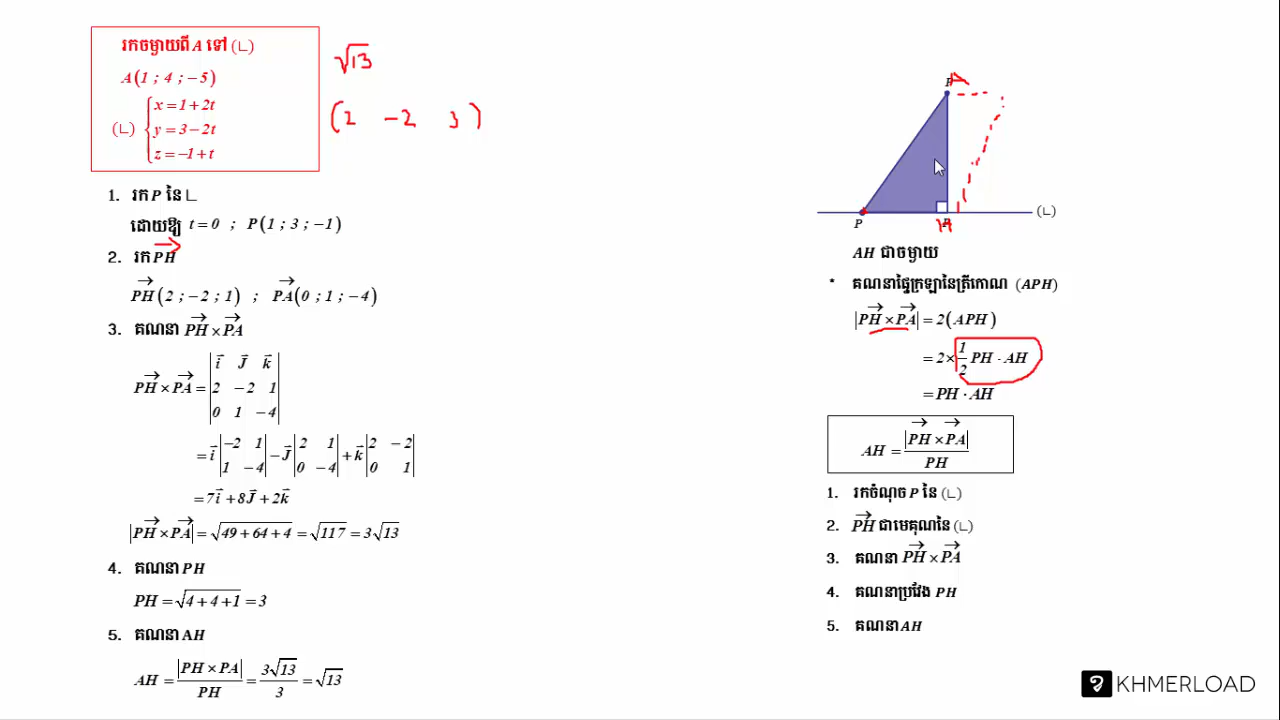 រកចម្ងាយពី A ទៅ (L)
A(1 ; 4 ; −5)
(L) { x = 1 + 2t
y = 3 − 2t
z = −1 + t
√13
(2 −2 3)
1. រក P នៃ L
ដោយឱ្យ t = 0 ; P(1 ; 3 ; −1)
2. រក PH
PH(2 ; −2 ; 1) ; PA(0 ; 1 ; −4)
3. គណនា PH × PA
PH × PA = | i J k |
| 2 −2 1 |
| 0 1 −4 |
= i | −2 1 | − J | 2 1 | + k | 2 −2 |
| 1 −4 | | 0 −4 | | 0 1 |
= 7i + 8J + 2k
|PH × PA| = √49 + 64 + 4 = √117 = 3√13
4. គណនា PH
PH = √4 + 4 + 1 = 3
5. គណនា AH
AH = |PH × PA| / PH = 3√13 / 3 = √13
A
P
H
(L)
AH ជាចម្ងាយ
* គណនាផ្ទៃក្រឡានៃត្រីកោណ (APH)
|PH × PA| = 2(APH)
= 2 × 1/2 PH · AH
= PH · AH
AH = |PH × PA| / PH
1. រកចំណុច P នៃ (L)
2. PH ជាមេគុណនៃ (L)
3. គណនា PH × PA
4. គណនាប្រវែង PH
5. គណនា AH
KHMERLOAD